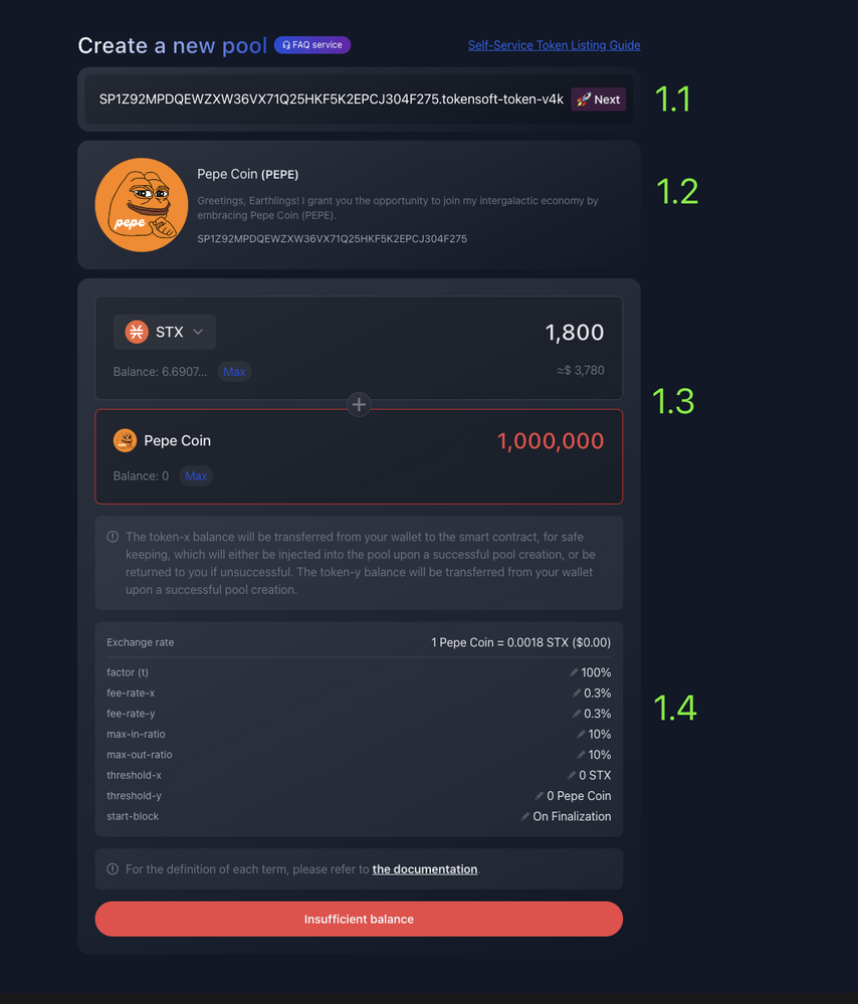 Create a new pool FAQ service Self-Service Token Listing Guide
SP1Z92MPDQEWZXW36VX71Q25HKF5K2EPCJ304F275.tokensoft-token-v4k Next 1.1
Pepe Coin (PEPE)
Greetings, Earthlings! I grant you the opportunity to join my intergalactic economy by
embracing Pepe Coin (PEPE).
1.2
pepe
SP1Z92MPDQEWZXW36VX71Q25HKF5K2EPCJ304F275
STX 1,800
Balance: 6.6907... Max ≈$ 3,780
1.3
Pepe Coin 1,000,000
Balance: 0 Max
The token-x balance will be transferred from your wallet to the smart contract, for safe
keeping, which will either be injected into the pool upon a successful pool creation, or be
returned to you if unsuccessful. The token-y balance will be transferred from your wallet
upon a successful pool creation.
Exchange rate 1 Pepe Coin = 0.0018 STX ($0.00)
factor (t) 100%
fee-rate-x 0.3%
fee-rate-y 0.3%
1.4
max-in-ratio 10%
max-out-ratio 10%
threshold-x 0 STX
threshold-y 0 Pepe Coin
start-block On Finalization
For the definition of each term, please refer to the documentation.
Insufficient balance